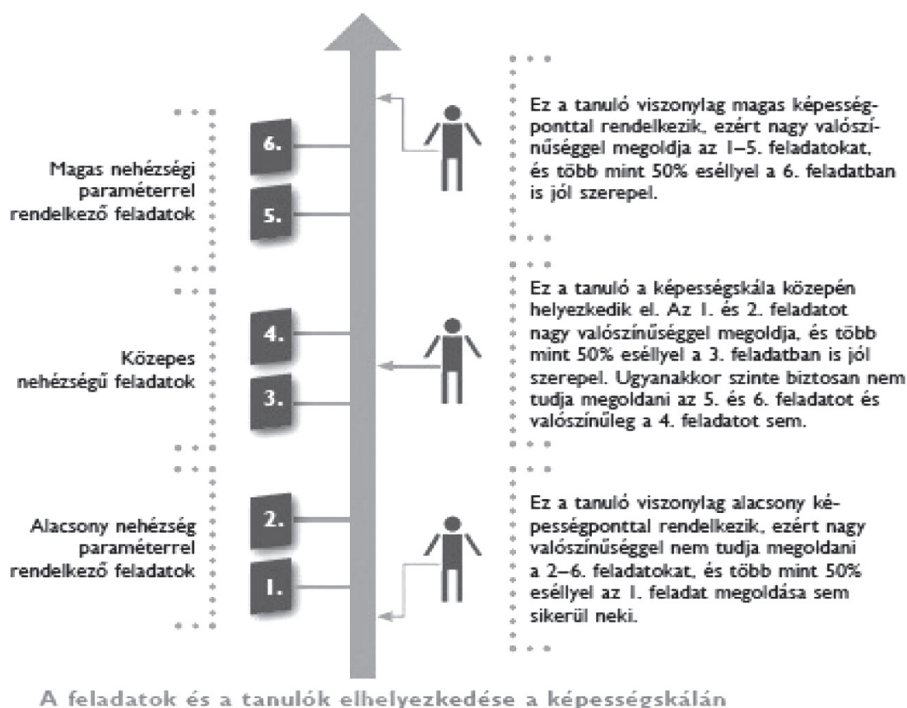 Magas nehézségi
paraméterrel
rendelkező feladatok
6.
5.
Ez a tanuló viszonylag magas képesség-
ponttal rendelkezik, ezért nagy valószí-
nűséggel megoldja az 1–5. feladatokat,
és több mint 50% eséllyel a 6. feladatban
is jól szerepel.
Közepes
nehézségű feladatok
4.
3.
Ez a tanuló a képességskála közepén
helyezkedik el. Az 1. és 2. feladatot
nagy valószínűséggel megoldja, és több
mint 50% eséllyel a 3. feladatban is jól
szerepel. Ugyanakkor szinte biztosan nem
tudja megoldani az 5. és 6. feladatot és
valószínűleg a 4. feladatot sem.
Alacsony nehézség
paraméterrel
rendelkező feladatok
2.
1.
Ez a tanuló viszonylag alacsony ké-
pességponttal rendelkezik, ezért nagy
valószínűséggel nem tudja megoldani
a 2–6. feladatokat, és több mint 50%
eséllyel az 1. feladat megoldása sem
sikerül neki.
A feladatok és a tanulók elhelyezkedése a képességskálán